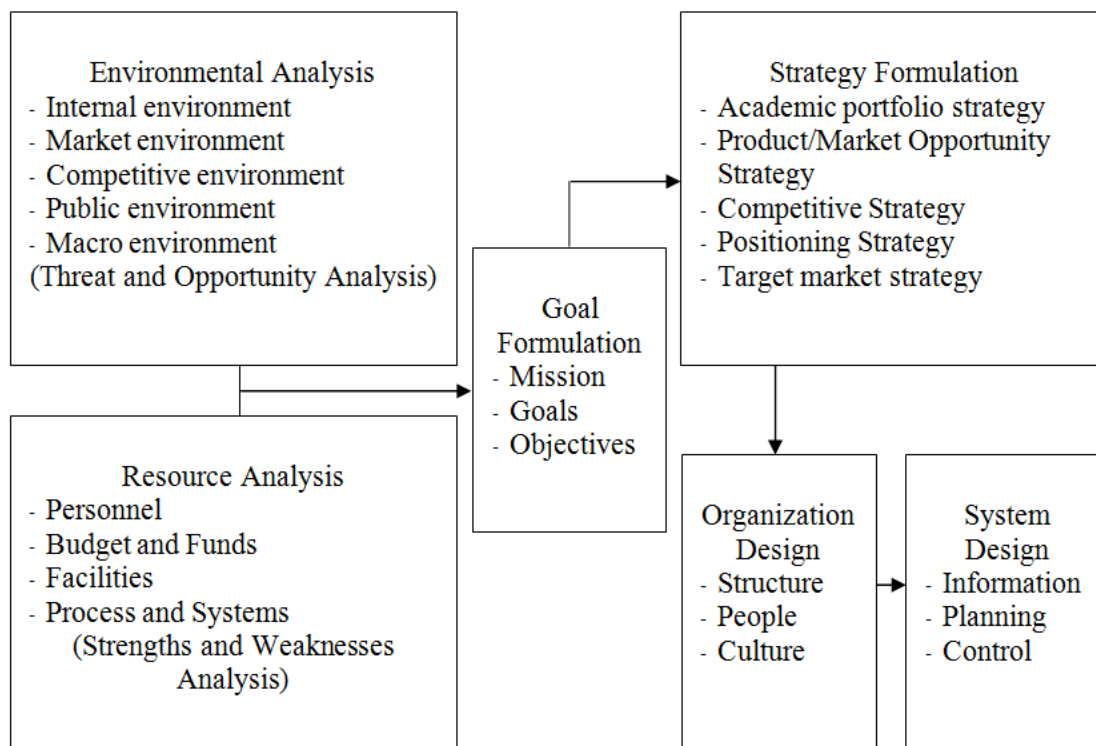 Environmental Analysis
- Internal environment
- Market environment
- Competitive environment
- Public environment
- Macro environment
(Threat and Opportunity Analysis)
Resource Analysis
- Personnel
- Budget and Funds
- Facilities
- Process and Systems
(Strengths and Weaknesses
Analysis)
Goal
Formulation
- Mission
- Goals
- Objectives
Strategy Formulation
- Academic portfolio strategy
- Product/Market Opportunity
Strategy
- Competitive Strategy
- Positioning Strategy
- Target market strategy
Organization
Design
- Structure
- People
- Culture
System
Design
- Information
- Planning
- Control